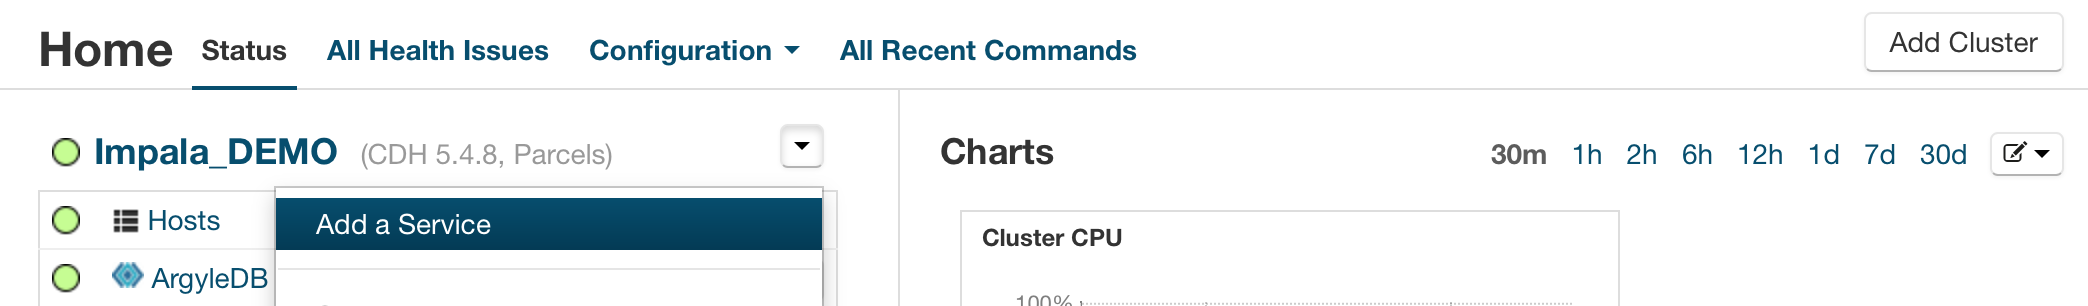 Home Status All Health Issues Configuration All Recent Commands Add Cluster
Impala_DEMO (CDH 5.4.8, Parcels)
Hosts
Add a Service
ArgyleDB
Charts 30m 1h 2h 6h 12h 1d 7d 30d
Cluster CPU
100%